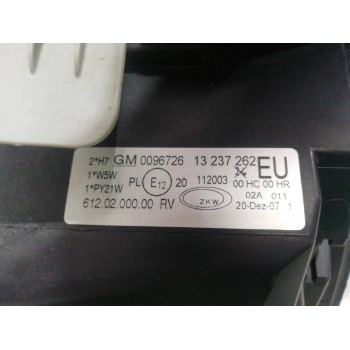 2*H7 GM 0096726 13 237 262 EU
1*W5W PL E12 20 112003 00 HC 00 HR
1*PY21W 02A 011
612.02.000.00 RV ZKW 20-Dez-07 1